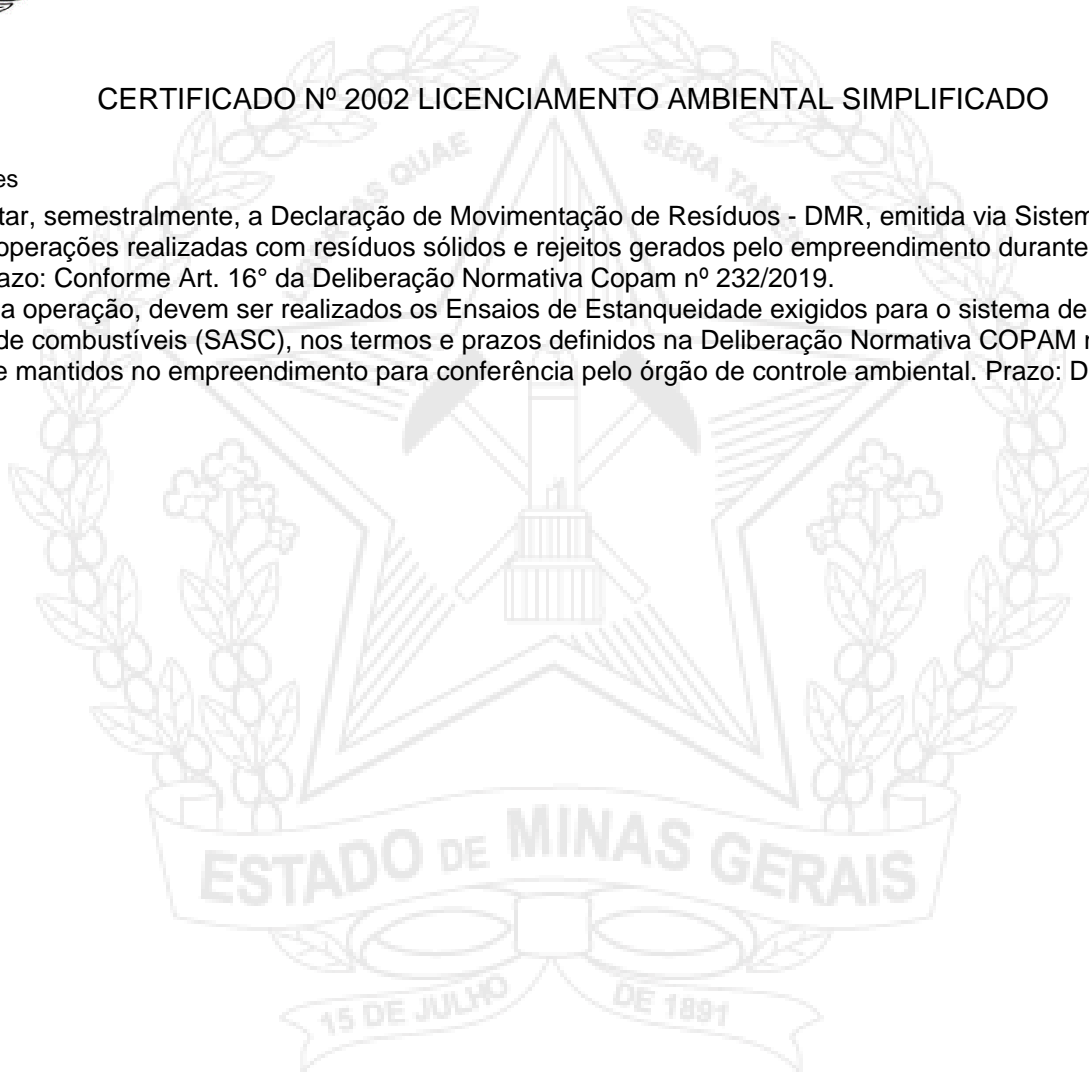 CERTIFICADO Nº 2002 LICENCIAMENTO AMBIENTAL SIMPLIFICADO
es
tar, semestralmente, a Declaração de Movimentação de Resíduos - DMR, emitida via Sistem
operações realizadas com resíduos sólidos e rejeitos gerados pelo empreendimento durante
azo: Conforme Art. 16° da Deliberação Normativa Copam nº 232/2019.
a operação, devem ser realizados os Ensaios de Estanqueidade exigidos para o sistema de
de combustíveis (SASC), nos termos e prazos definidos na Deliberação Normativa COPAM
e mantidos no empreendimento para conferência pelo órgão de controle ambiental. Prazo: D
QUAE SERA TAMEN
ESTADO DE MINAS GERAIS
15 DE JULHO DE 1891